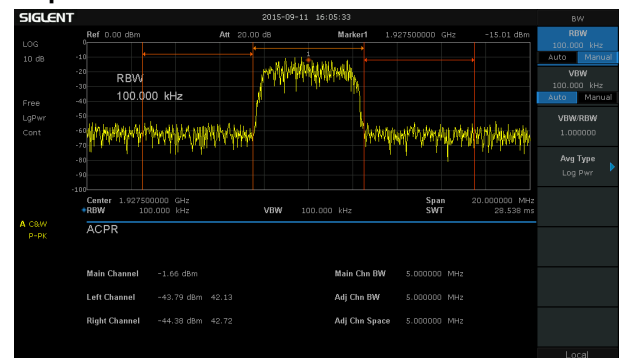 SIGLENT 2015-09-11 16:05:33 BW
Ref 0.00 dBm Att 20.00 dB Marker1 1.927500000 GHz -15.01 dBm
LOG
10 dB
Free
LgPwr
Cont
A C&W
P-PK
0
-10
-20
-30
-40
-50
-60
-70
-80
-90
-100
1
RBW
100.000 kHz
Center 1.927500000 GHz Span 20.000000 MHz
RBW 100.000 kHz VBW 100.000 kHz SWT 28.538 ms
ACPR
Main Channel -1.66 dBm Main Chn BW 5.000000 MHz
Left Channel -43.79 dBm 42.13 Adj Chn BW 5.000000 MHz
Right Channel -44.38 dBm 42.72 Adj Chn Space 5.000000 MHz
RBW
100.000 kHz
Auto Manual
VBW
100.000 kHz
Auto Manual
VBW/RBW
1.000000
Avg Type
Log Pwr
Local